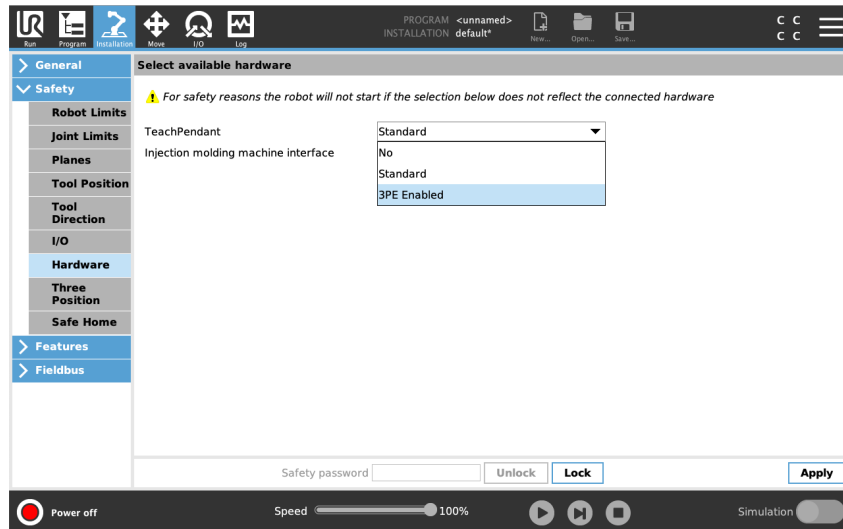 UR
PROGRAM <unnamed>
INSTALLATION default*
Run
Program
Installation
Move
I/O
Log
New...
Open...
Save...
C C
C C
General
Safety
Robot Limits
Joint Limits
Planes
Tool Position
Tool
Direction
I/O
Hardware
Three
Position
Safe Home
Features
Fieldbus
Select available hardware
For safety reasons the robot will not start if the selection below does not reflect the connected hardware
TeachPendant
Standard
Injection molding machine interface
No
Standard
3PE Enabled
Safety password
Unlock
Lock
Apply
Power off
Speed
100%
Simulation